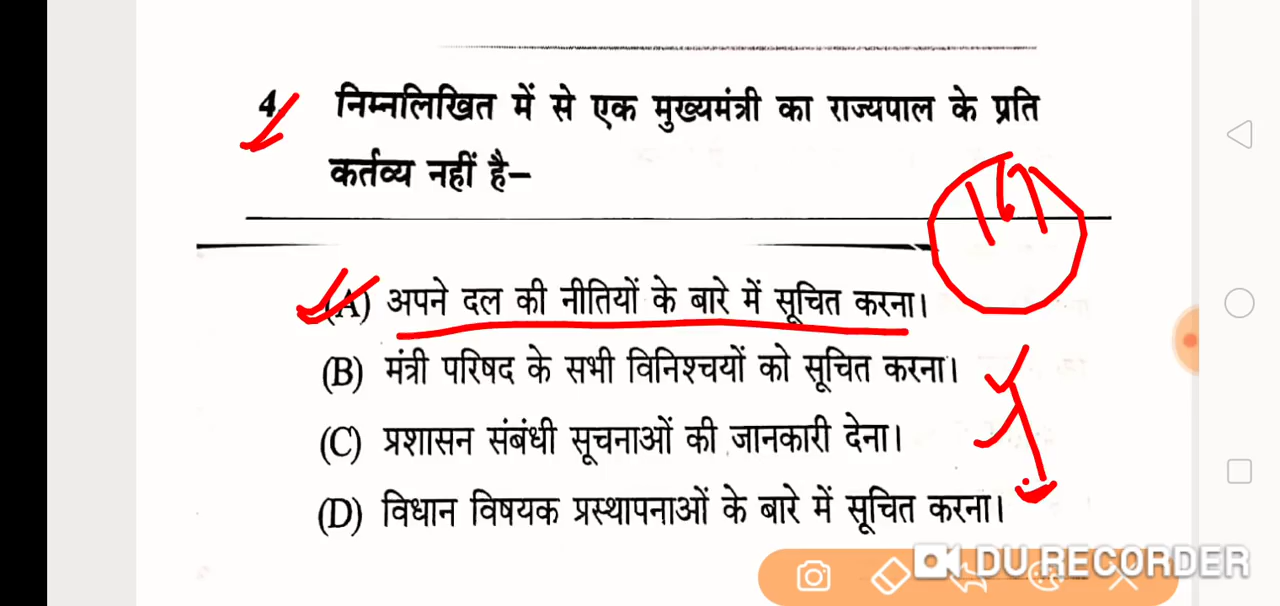 4 निम्नलिखित में से एक मुख्यमंत्री का राज्यपाल के प्रति
कर्तव्य नहीं है–
167
(A) अपने दल की नीतियों के बारे में सूचित करना।
(B) मंत्री परिषद के सभी विनिश्चयों को सूचित करना।
(C) प्रशासन संबंधी सूचनाओं की जानकारी देना।
(D) विधान विषयक प्रस्थापनाओं के बारे में सूचित करना।
DU RECORDER